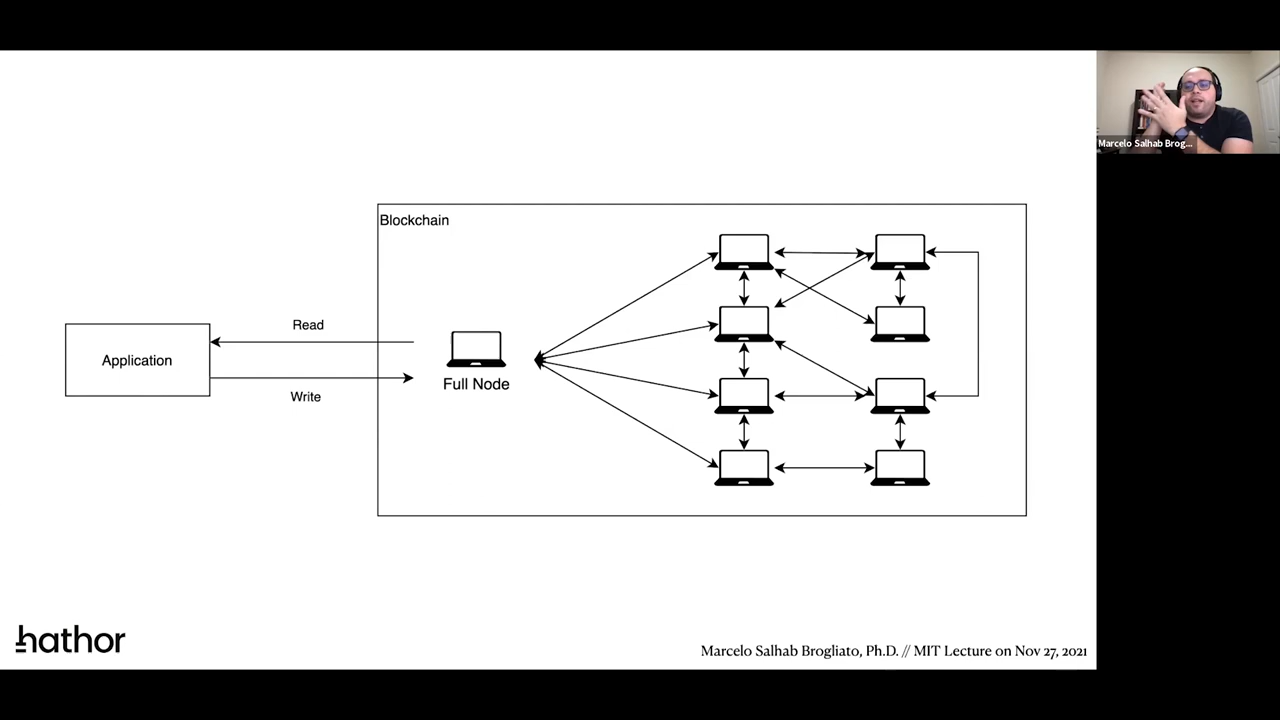 Marcelo Salhab Brog...
Blockchain
Read
Application
Full Node
Write
hathor
Marcelo Salhab Brogliato, Ph.D. // MIT Lecture on Nov 27, 2021